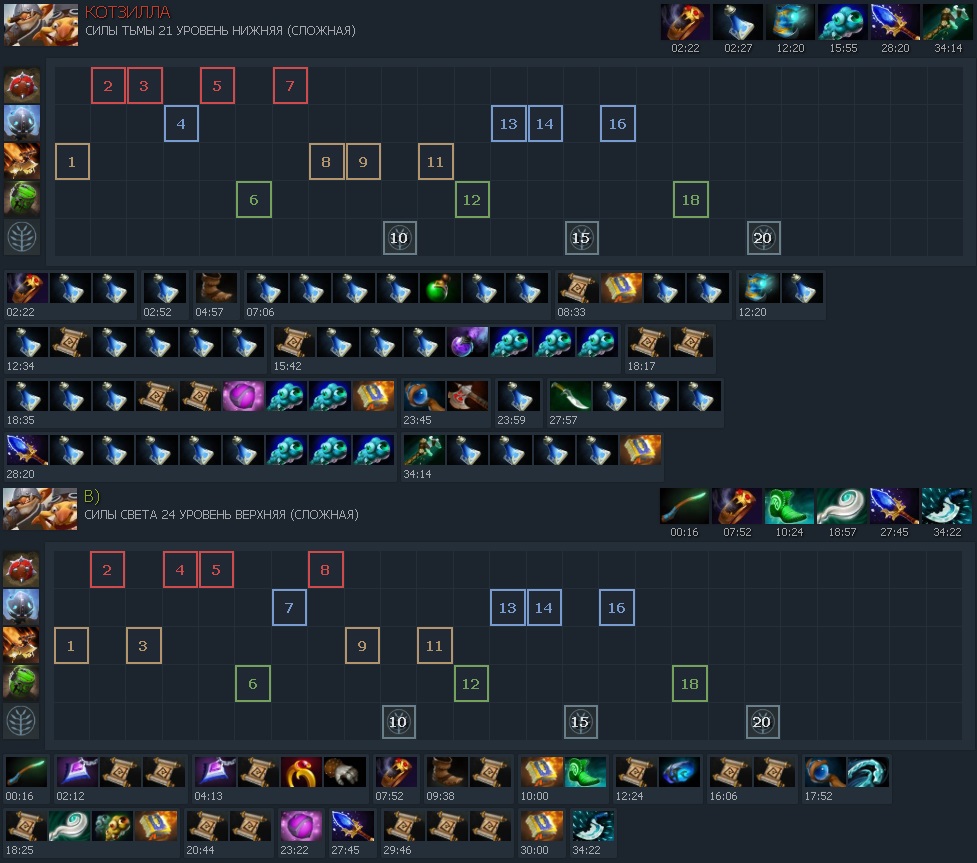 КОТЗИЛЛА
СИЛЫ ТЬМЫ 21 УРОВЕНЬ НИЖНЯЯ (СЛОЖНАЯ)
02:22 02:27 12:20 15:55 28:20 34:14
2 3 5 7
4 13 14 16
1 8 9 11
6 12 18
10 15 20
02:22 02:52 04:57 07:06 08:33 12:20
12:34 15:42 18:17
18:35 23:45 23:59 27:57
28:20 34:14
B)
СИЛЫ СВЕТА 24 УРОВЕНЬ ВЕРХНЯЯ (СЛОЖНАЯ)
00:16 07:52 10:24 18:57 27:45 34:22
2 4 5 8
7 13 14 16
1 3 9 11
6 12 18
10 15 20
00:16 02:12 04:13 07:52 09:38 10:00 12:24 16:06 17:52
18:25 20:44 23:22 27:45 29:46 30:00 34:22